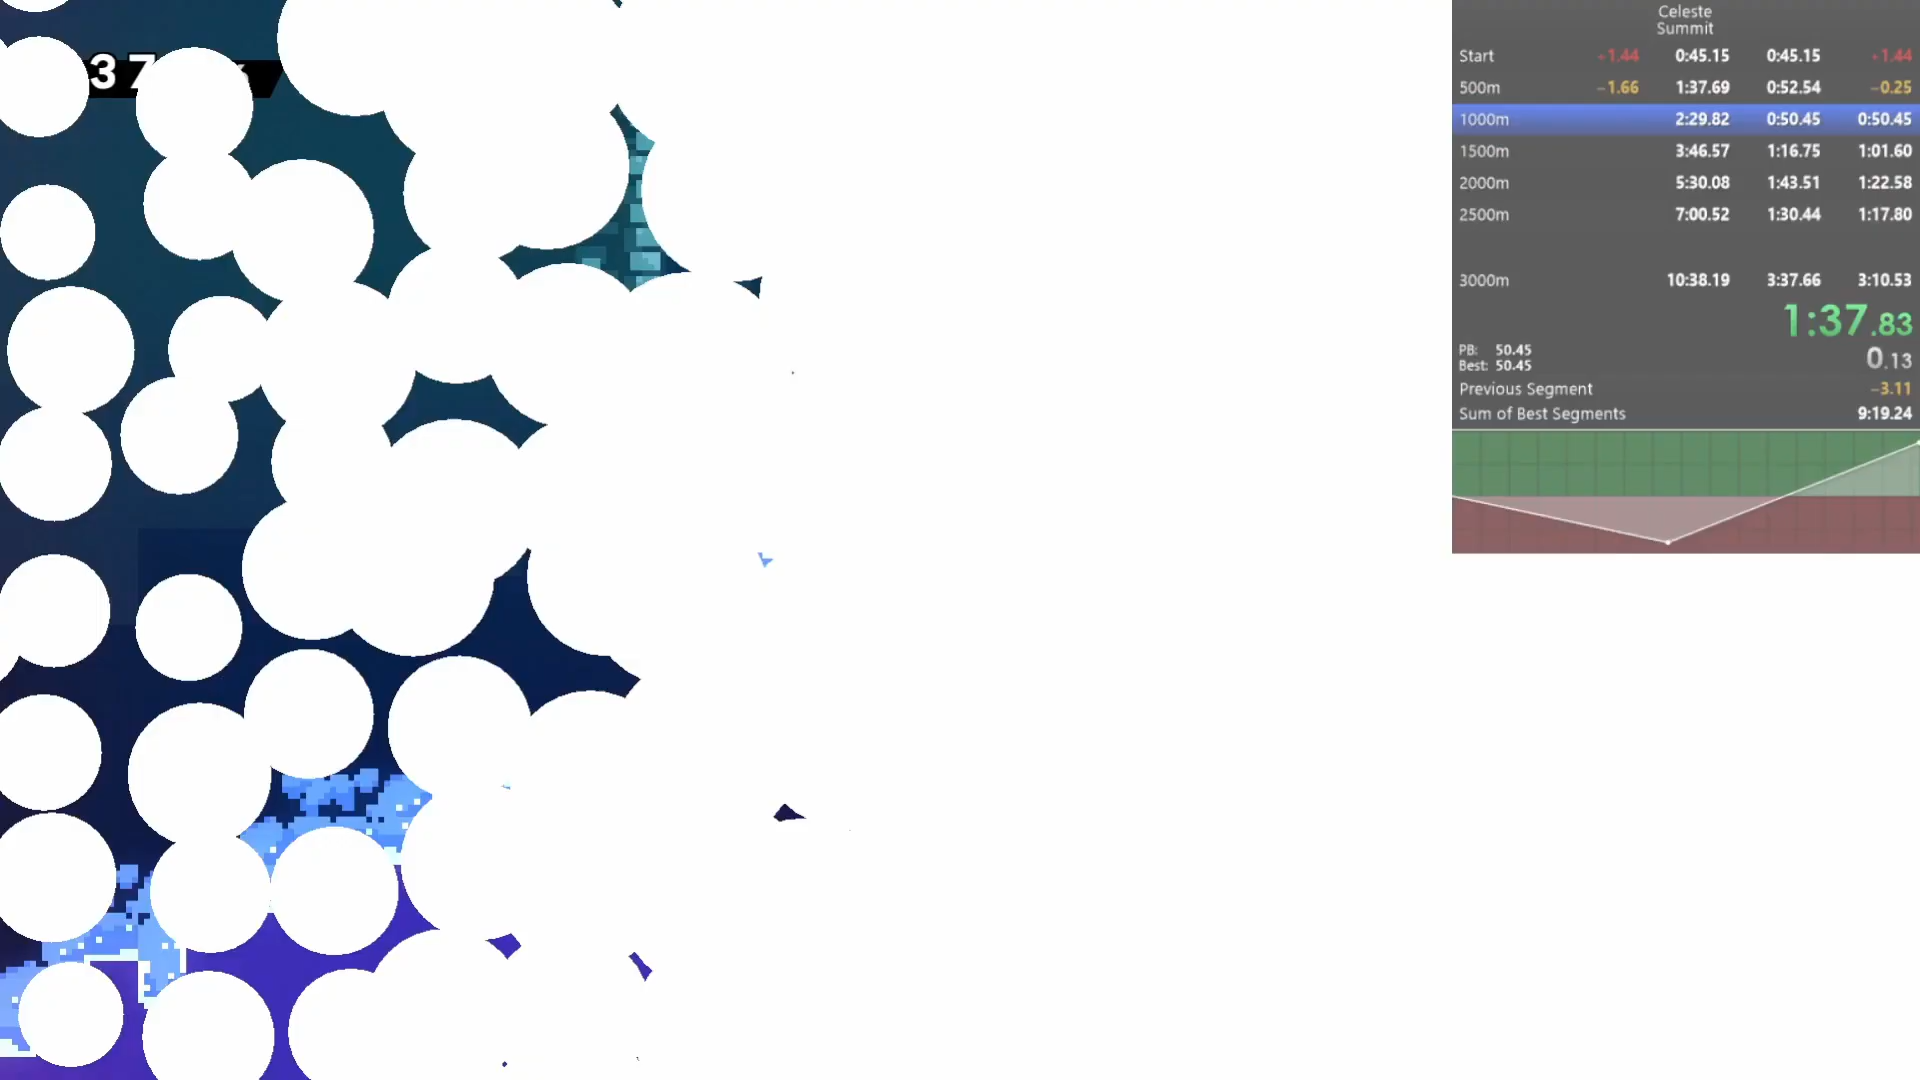 37
Celeste
Summit
Start +1.44 0:45.15 0:45.15 +1.44
500m −1.66 1:37.69 0:52.54 −0.25
1000m 2:29.82 0:50.45 0:50.45
1500m 3:46.57 1:16.75 1:01.60
2000m 5:30.08 1:43.51 1:22.58
2500m 7:00.52 1:30.44 1:17.80
3000m 10:38.19 3:37.66 3:10.53
1:37.83
PB: 50.45
Best: 50.45
0.13
Previous Segment −3.11
Sum of Best Segments 9:19.24